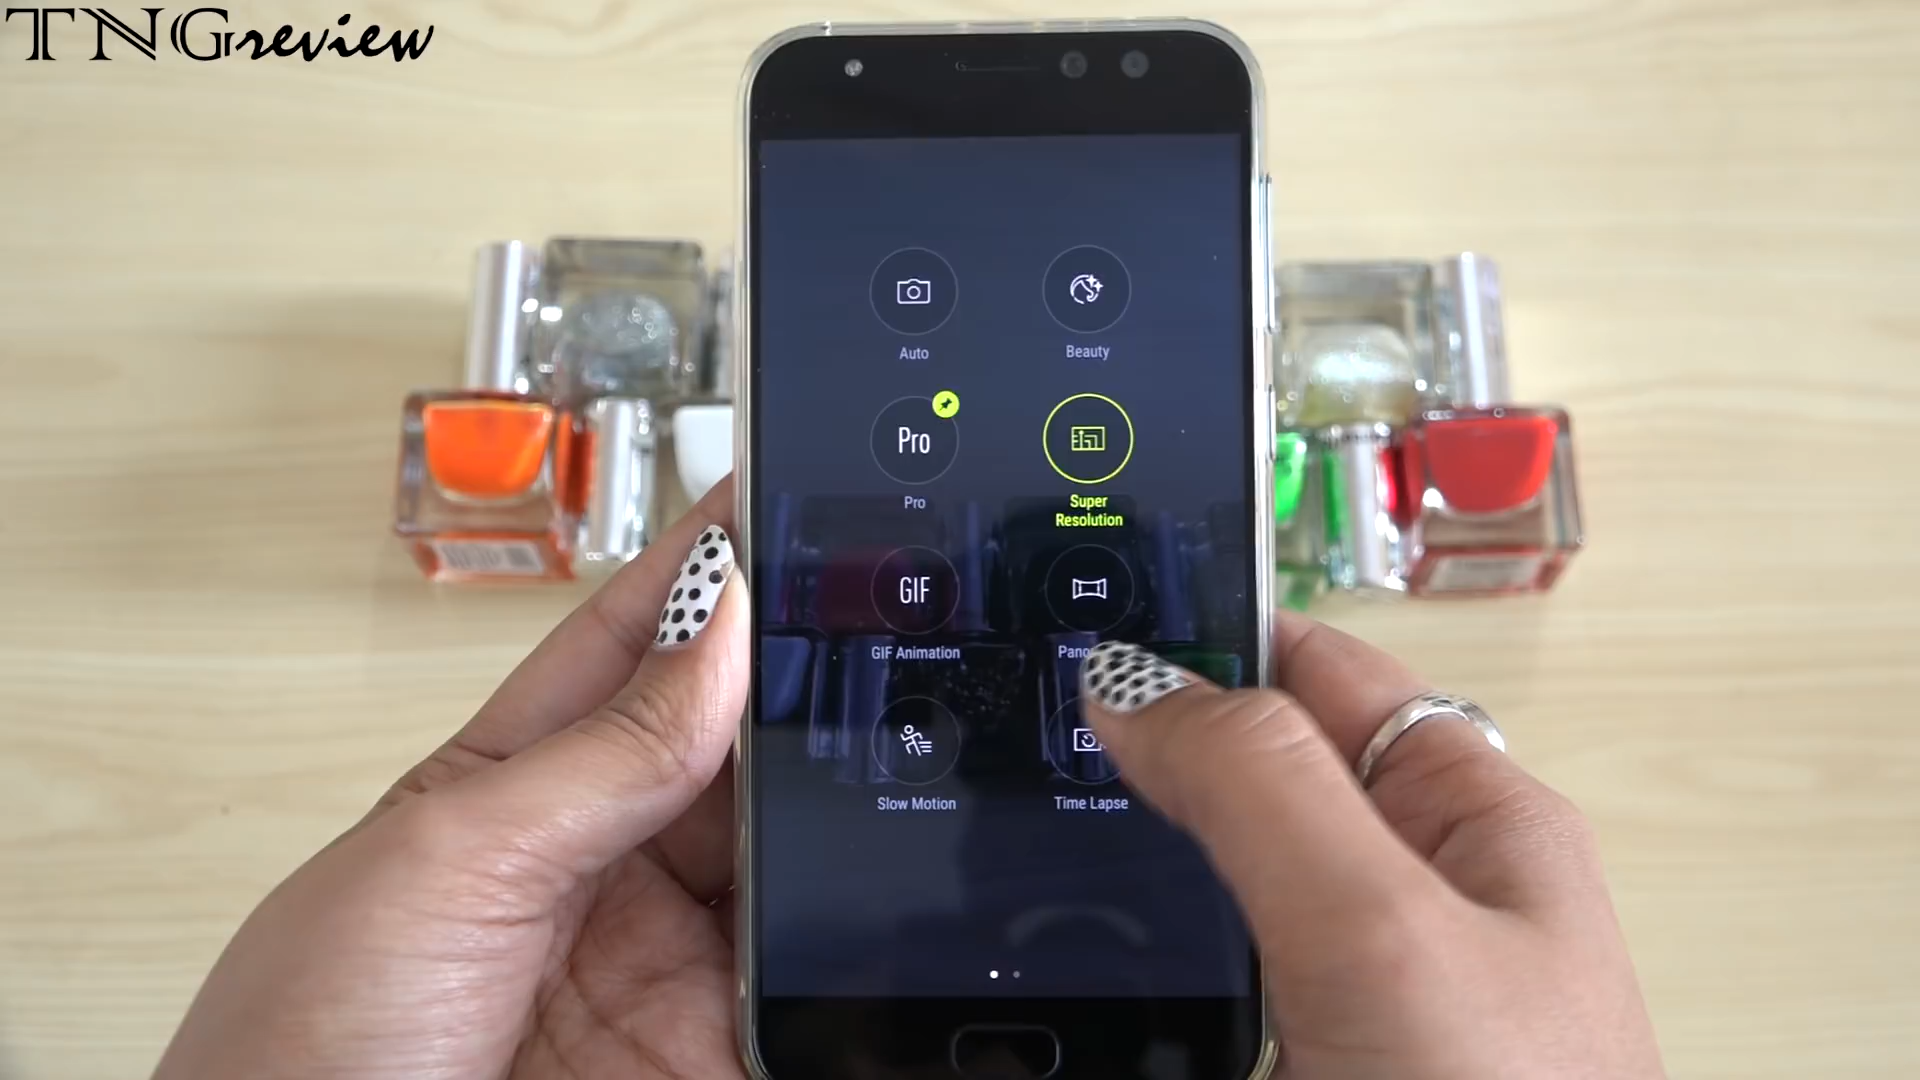 TNGreview
Auto
Beauty
Pro
Pro
Super
Resolution
GIF
GIF Animation
Slow Motion
Time Lapse